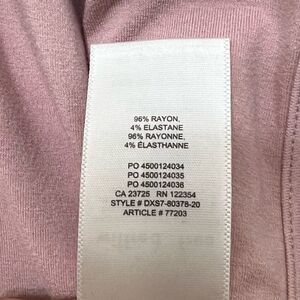 96% RAYON,
4% ELASTANE
96% RAYONNE,
4% ÉLASTHANNE
PO 4500124034
PO 4500124035
PO 4500124036
CA 23725 RN 122354
STYLE # DXS7-80378-20
ARTICLE # 77203